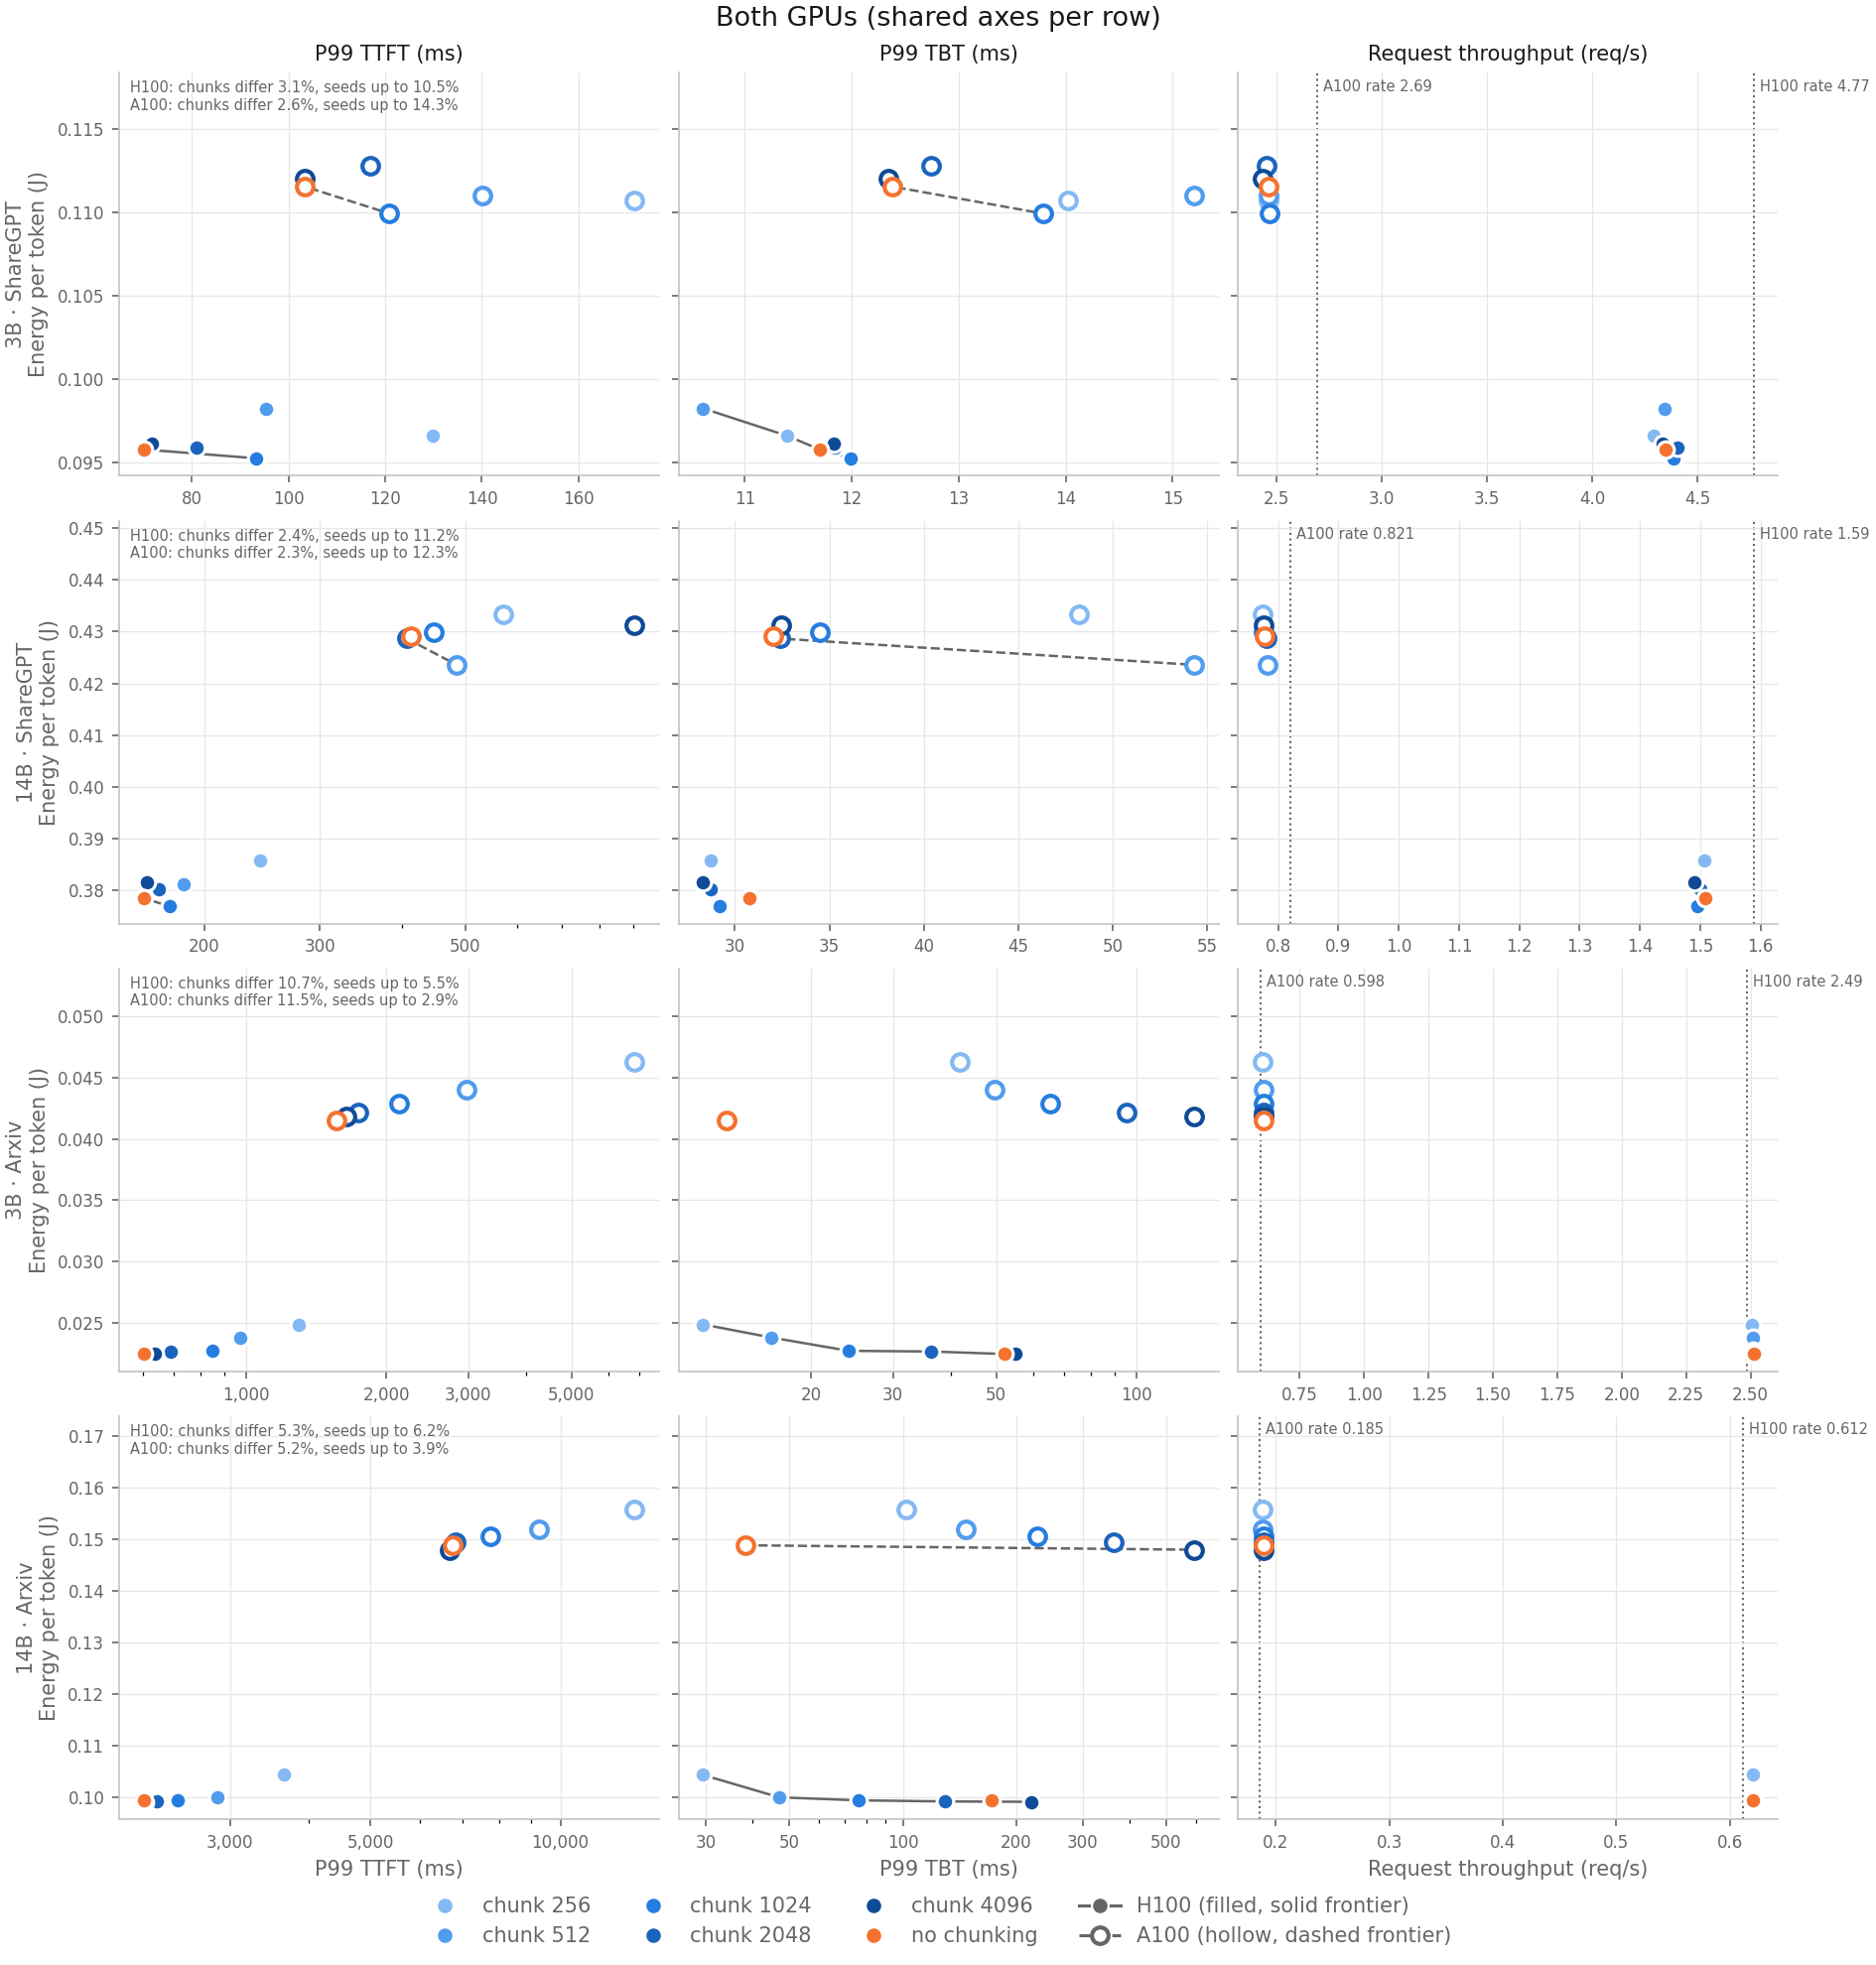 Both GPUs (shared axes per row)
P99 TTFT (ms)
P99 TBT (ms)
Request throughput (req/s)
3B · ShareGPT
Energy per token (J)
H100: chunks differ 3.1%, seeds up to 10.5%
A100: chunks differ 2.6%, seeds up to 14.3%
A100 rate 2.69
H100 rate 4.77
0.115
0.110
0.105
0.100
0.095
80 100 120 140 160
11 12 13 14 15
2.5 3.0 3.5 4.0 4.5
14B · ShareGPT
Energy per token (J)
H100: chunks differ 2.4%, seeds up to 11.2%
A100: chunks differ 2.3%, seeds up to 12.3%
A100 rate 0.821
H100 rate 1.59
0.45
0.44
0.43
0.42
0.41
0.40
0.39
0.38
200 300 500
30 35 40 45 50 55
0.8 0.9 1.0 1.1 1.2 1.3 1.4 1.5 1.6
3B · Arxiv
Energy per token (J)
H100: chunks differ 10.7%, seeds up to 5.5%
A100: chunks differ 11.5%, seeds up to 2.9%
A100 rate 0.598
H100 rate 2.49
0.050
0.045
0.040
0.035
0.030
0.025
1,000 2,000 3,000 5,000
20 30 50 100
0.75 1.00 1.25 1.50 1.75 2.00 2.25 2.50
14B · Arxiv
Energy per token (J)
H100: chunks differ 5.3%, seeds up to 6.2%
A100: chunks differ 5.2%, seeds up to 3.9%
A100 rate 0.185
H100 rate 0.612
0.17
0.16
0.15
0.14
0.13
0.12
0.11
0.10
3,000 5,000 10,000
30 50 100 200 300 500
0.2 0.3 0.4 0.5 0.6
P99 TTFT (ms)
P99 TBT (ms)
Request throughput (req/s)
chunk 256
chunk 512
chunk 1024
chunk 2048
chunk 4096
no chunking
H100 (filled, solid frontier)
A100 (hollow, dashed frontier)